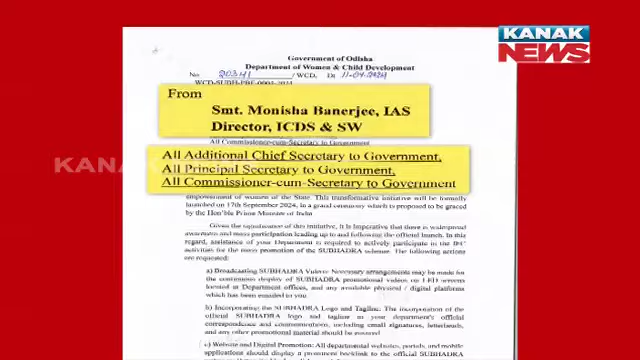 KANAK
NEWS
Government of Odisha
Department of Women & Child Development
No. 20341 /WCD, Dt 11-09-2024
From
Smt. Monisha Banerjee, IAS
Director, ICDS & SW
All Commissioner-cum-Secretary to Government
All Additional Chief Secretary to Government,
All Principal Secretary to Government,
All Commissioner-cum-Secretary to Government
empowerment of women of the State. This transformative initiative will be formally
launched on 17th September 2024, in a grand ceremony which is proposed to be graced
by the Hon'ble Prime Minister of India
Given the significance of this initiative, it is imperative that there is widespread
awareness and mass participation leading up to and following the official launch. In this
regard, assistance of your Department is required to actively participate in the
activities for the mass promotion of the SUBHADRA scheme. The following actions
are requested:
a) Broadcasting SUBHADRA Videos: Necessary arrangements may be made for
the continuous display of SUBHADRA promotional videos on LED screens
located at Department offices, and any available physical / digital platforms
which has been emailed to you.
b) Incorporating the SUBHADRA Logo and Tagline: The incorporation of the
official SUBHADRA logo and tagline in your department's official
correspondence and communications, including email signatures, letterheads,
and any other promotional material should be ensured
c) Website and Digital Promotion: All departmental websites, portals, and mobile
applications should display a prominent backlink to the official SUBHADRA
KANAK